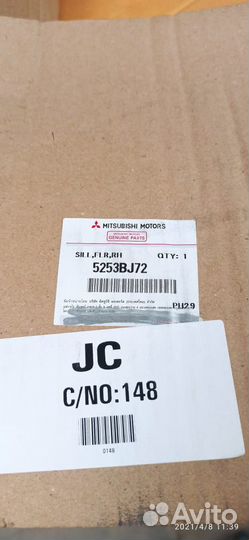 MITSUBISHI MOTORS
GENUINE PARTS
SILL,FLR,RH QTY: 1
5253BJ72
PU29
JC
C/NO:148
0148
Avito
2021/4/8 11:39